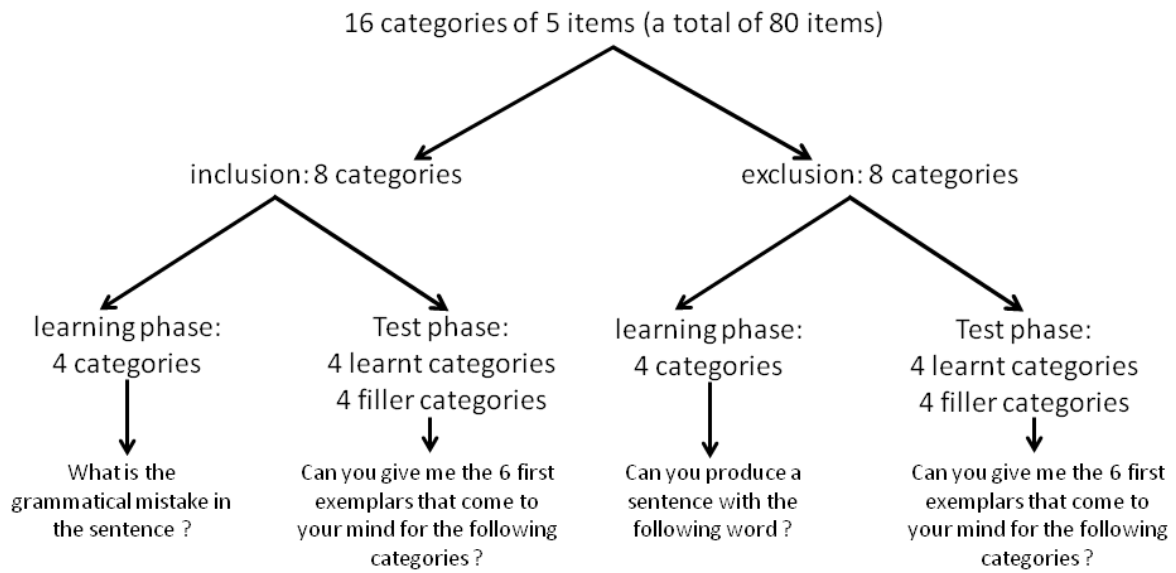 16 categories of 5 items (a total of 80 items)
inclusion: 8 categories
exclusion: 8 categories
learning phase:
4 categories
Test phase:
4 learnt categories
4 filler categories
learning phase:
4 categories
Test phase:
4 learnt categories
4 filler categories
What is the
grammatical mistake in
the sentence ?
Can you give me the 6 first
exemplars that come to
your mind for the following
categories ?
Can you produce a
sentence with the
following word ?
Can you give me the 6 first
exemplars that come to
your mind for the following
categories ?